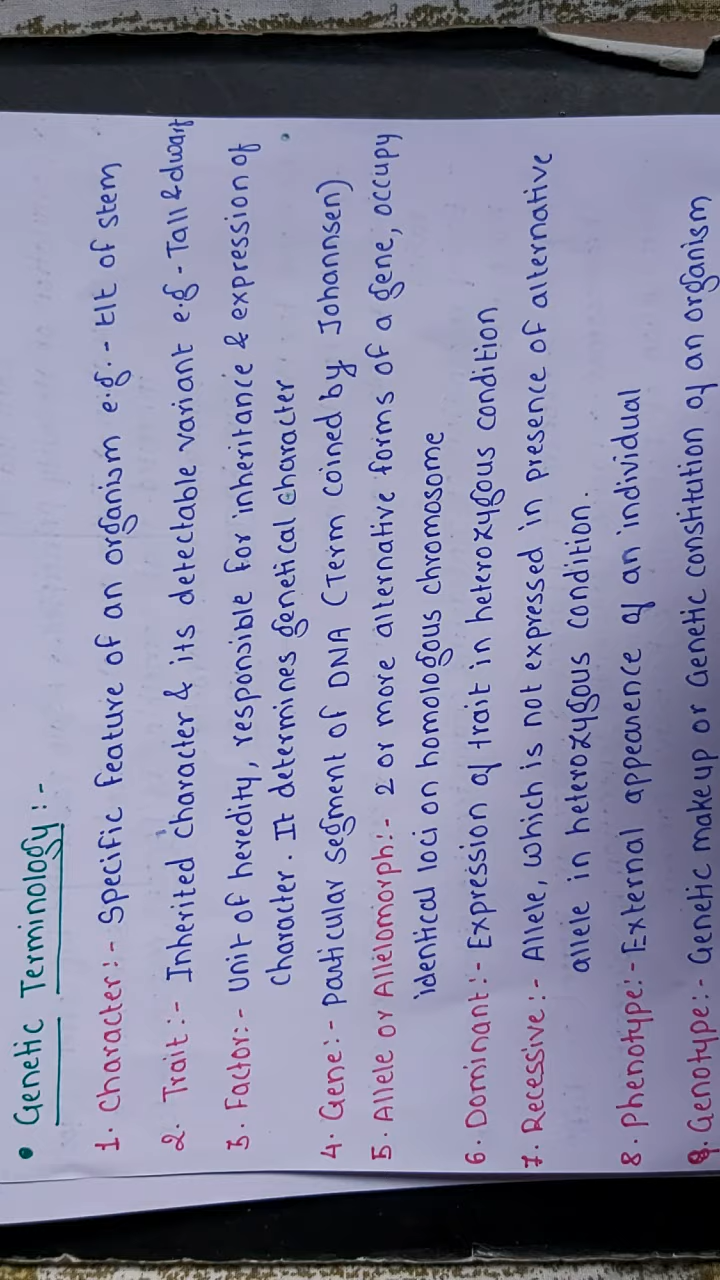 • Genetic Terminology :-
1. Character :- Specific feature of an organism e.g. - Ht of stem
2. Trait :- Inherited character & its detectable variant e.g - Tall & dwarf
3. Factor:- Unit of heredity, responsible for inheritance & expression of
character. It determines genetical character
4. Gene :- Particular segment of DNA (Term coined by Johannsen)
5. Allele or Allelomorph:- 2 or more alternative forms of a gene, occupy
identical loci on homologous chromosome
6. Dominant :- Expression of trait in heterozygous condition
7. Recessive :- Allele, which is not expressed in presence of alternative
allele in heterozygous condition.
8. Phenotype:- External appearence of an individual
9. Genotype:- Genetic makeup or Genetic constitution of an organism